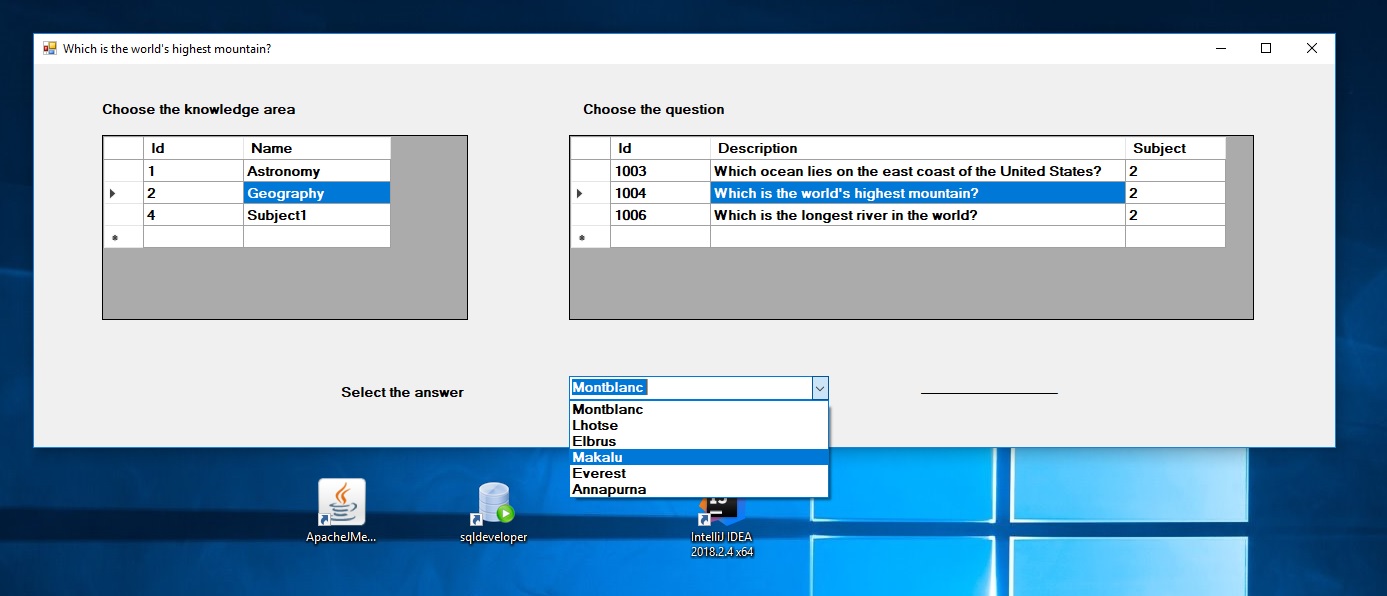 Which is the world's highest mountain?
Choose the knowledge area
Id Name
1 Astronomy
2 Geography
4 Subject1
*
Choose the question
Id Description Subject
1003 Which ocean lies on the east coast of the United States? 2
1004 Which is the world's highest mountain? 2
1006 Which is the longest river in the world? 2
*
Select the answer
Montblanc
Montblanc
Lhotse
Elbrus
Makalu
Everest
Annapurna
ApacheJMe...
sqldeveloper
IntelliJ IDEA
2018.2.4 x64